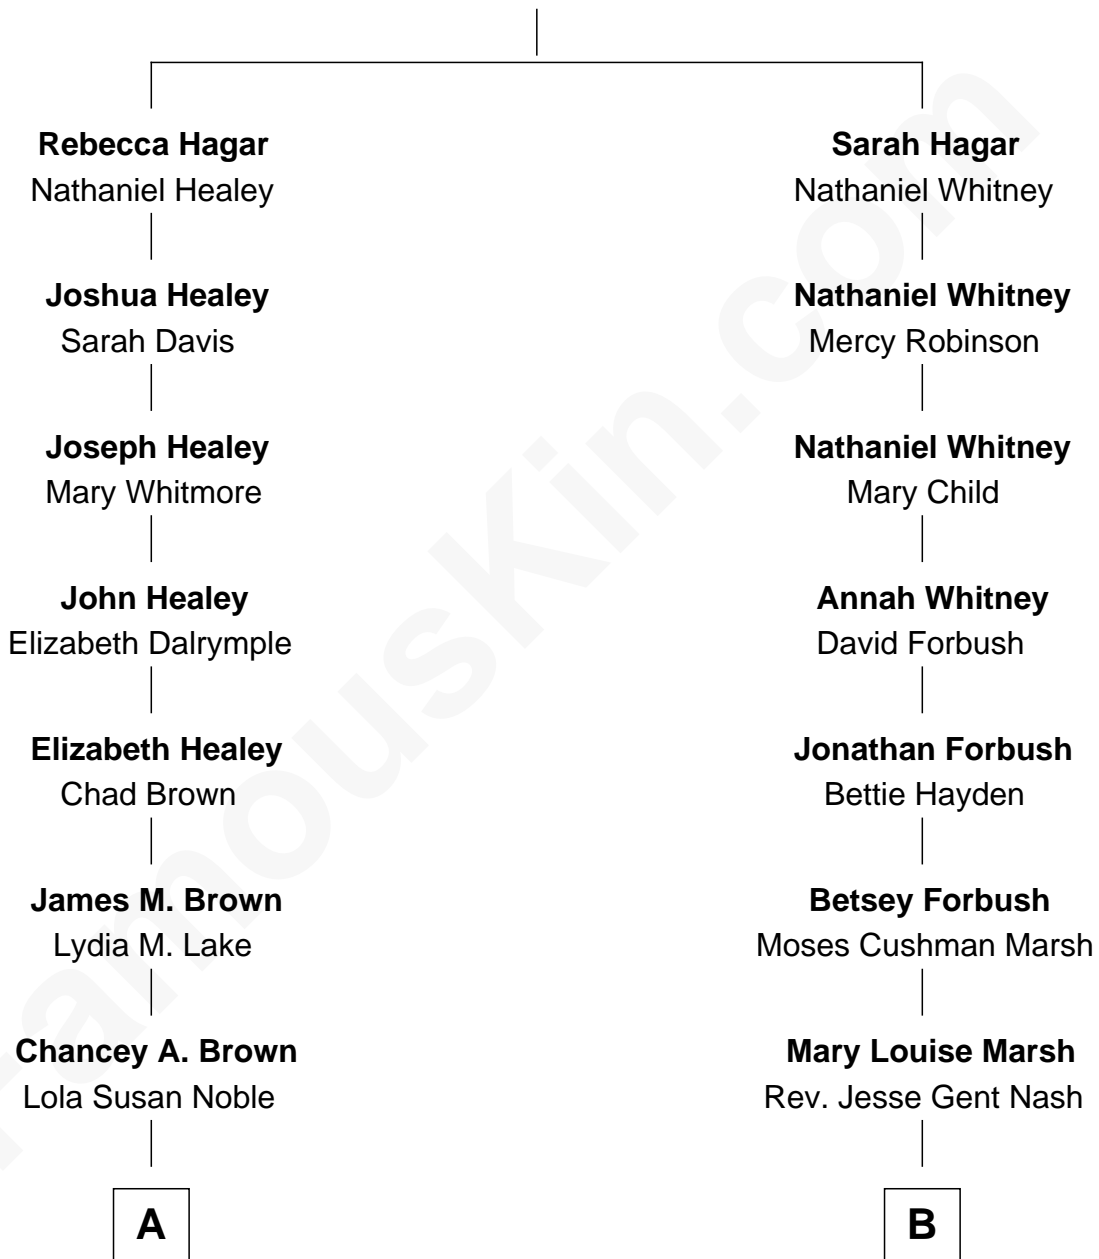 Rebecca Hagar
Nathaniel Healey
Joshua Healey
Sarah Davis
Joseph Healey
Mary Whitmore
John Healey
Elizabeth Dalrymple
Elizabeth Healey
Chad Brown
James M. Brown
Lydia M. Lake
Chancey A. Brown
Lola Susan Noble
A
Sarah Hagar
Nathaniel Whitney
Nathaniel Whitney
Mercy Robinson
Nathaniel Whitney
Mary Child
Annah Whitney
David Forbush
Jonathan Forbush
Bettie Hayden
Betsey Forbush
Moses Cushman Marsh
Mary Louise Marsh
Rev. Jesse Gent Nash
B
FamousKin.com